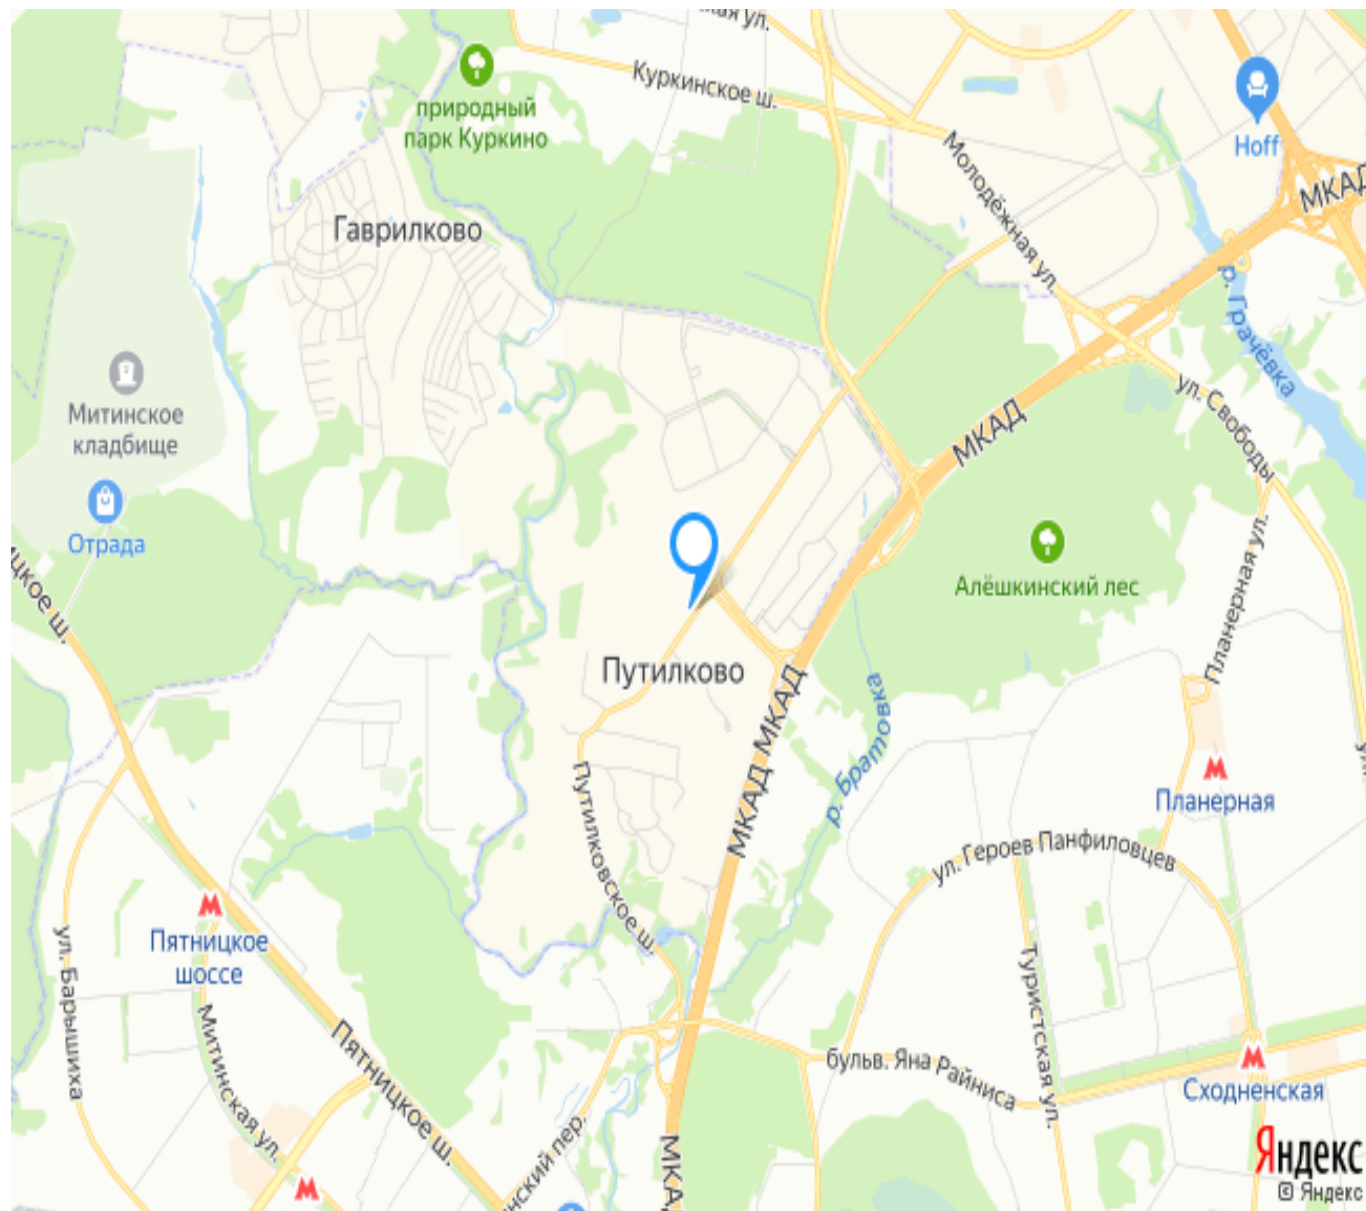 Куркинское ш.
природный
парк Куркино
Hoff
МКАД
Молодёжная ул.
Гаврилково
р. Грачёвка
Митинское
кладбище
МКАД
ул. Свободы
Отрада
Алёшкинский лес
Планерная ул.
Путилково
МКАД
МКАД
р. Братовка
Планерная
Путилковское ш.
ул. Героев Панфиловцев
Пятницкое
шоссе
ул. Барышиха
Митинская ул.
Пятницкое ш.
Туристская ул.
бульв. Яна Райниса
Сходненская
Яндекс
© Яндекс